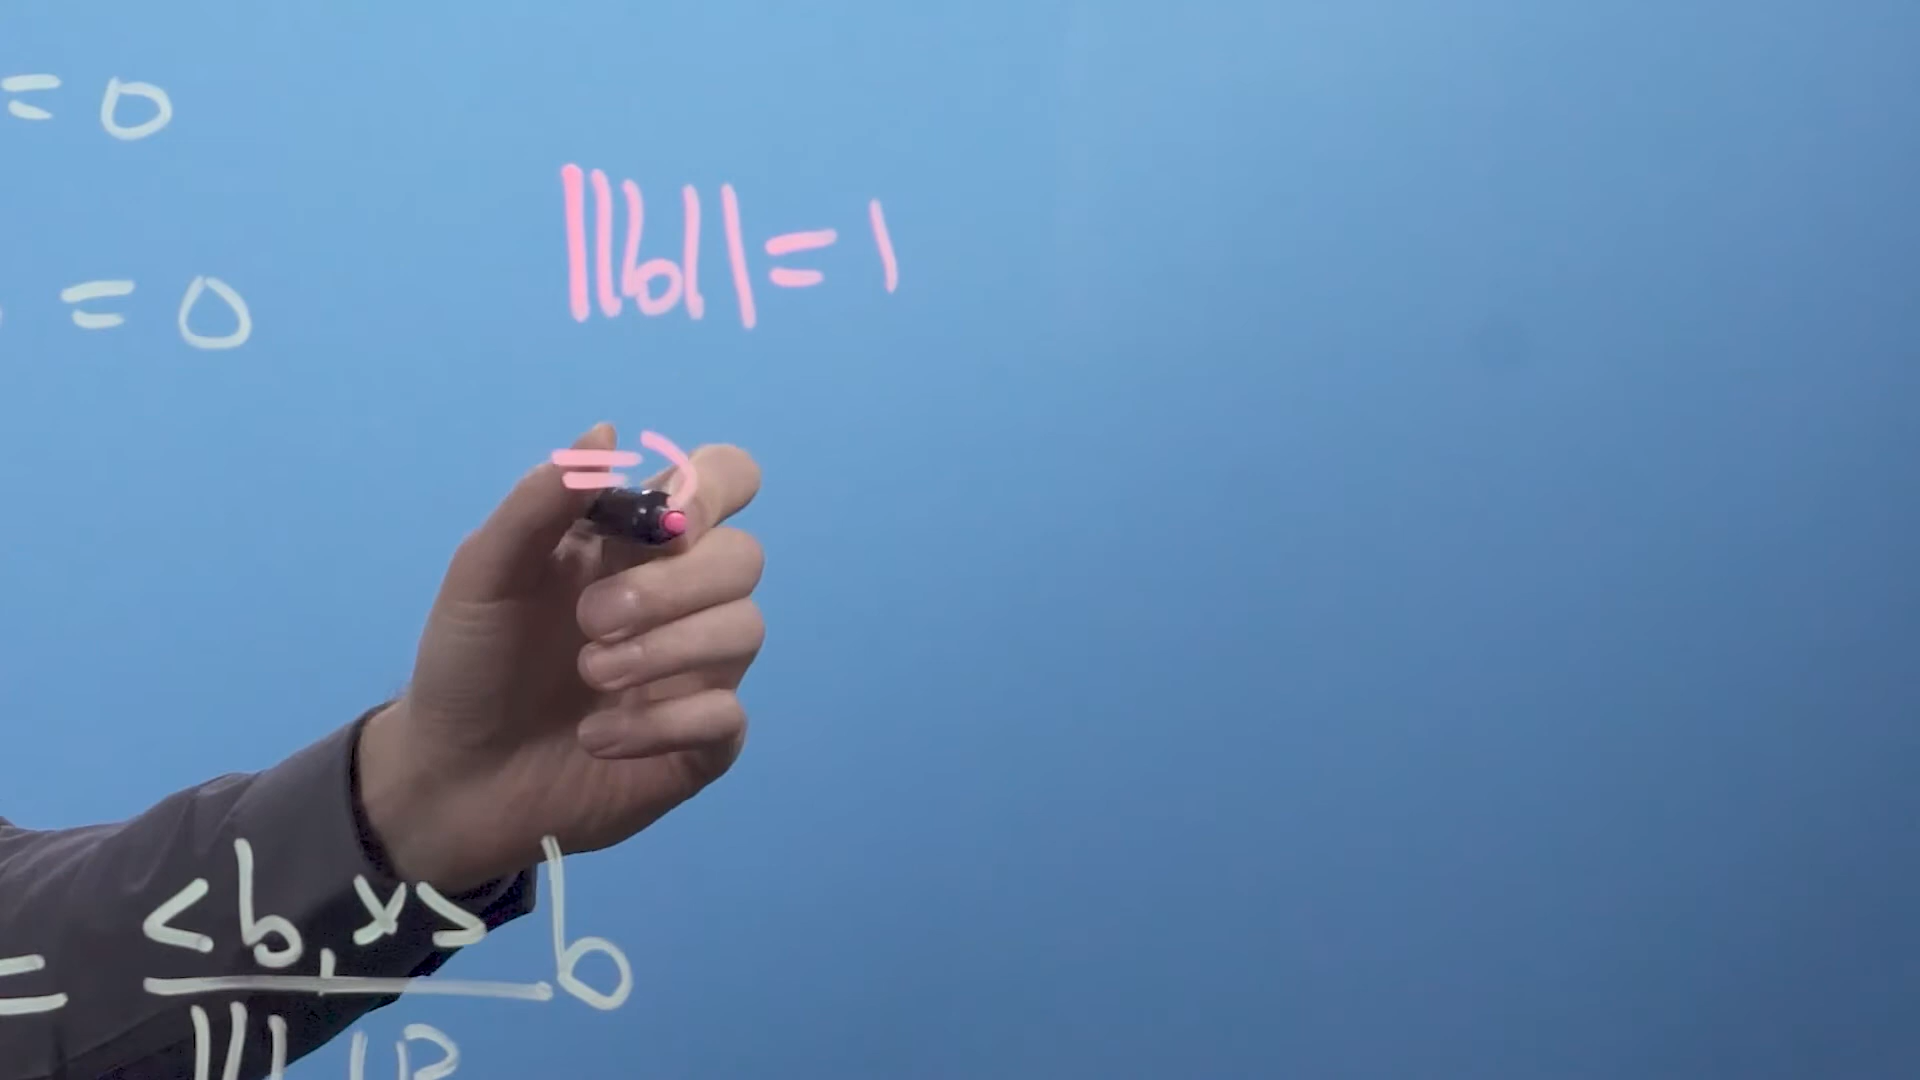 = 0
||b|| = 1
= 0
=>
= <b, x> b